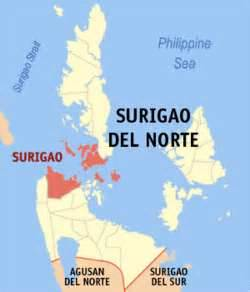 Surigao Strait
Philippine
Sea
SURIGAO
DEL NORTE
SURIGAO
AGUSAN
DEL NORTE
SURIGAO
DEL SUR